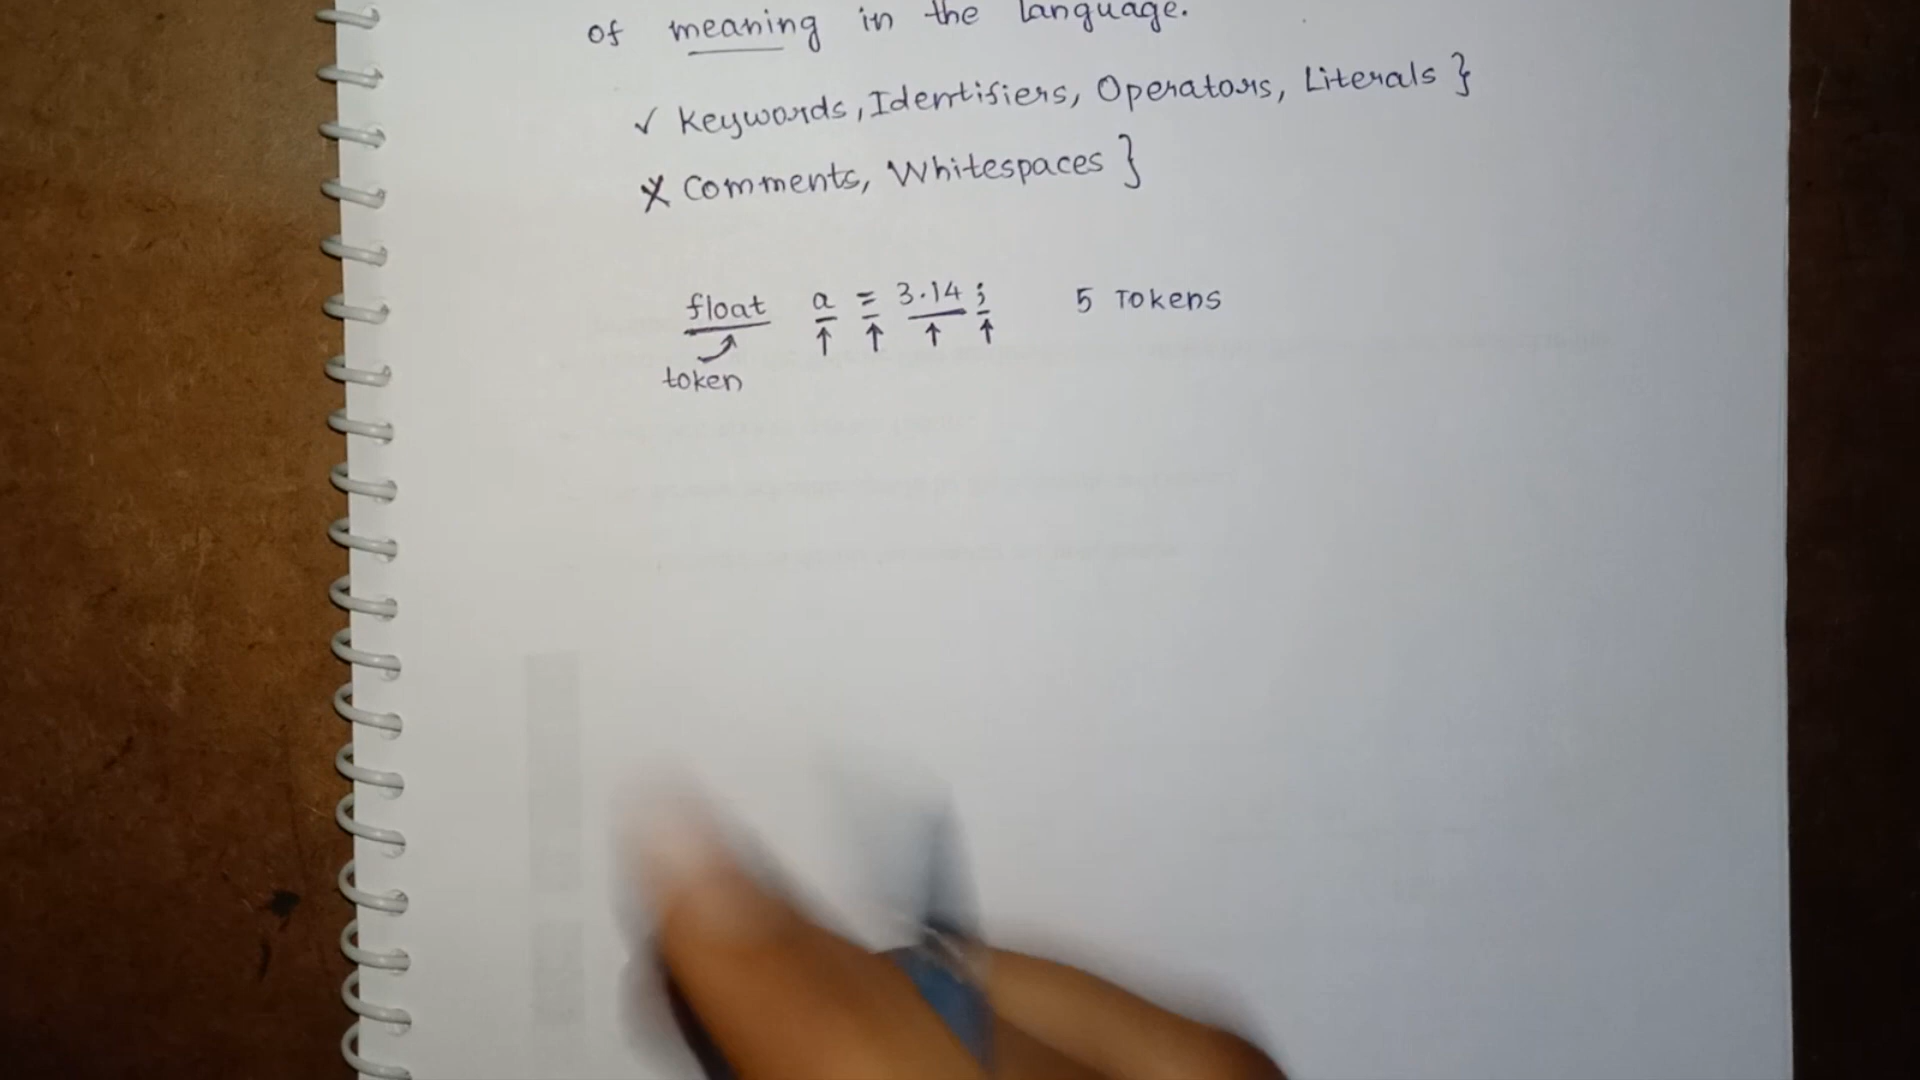 of meaning in the language.
✓ Keywords, Identifiers, Operators, Literals }
X Comments, Whitespaces }
float a = 3.14 ; 5 Tokens
token